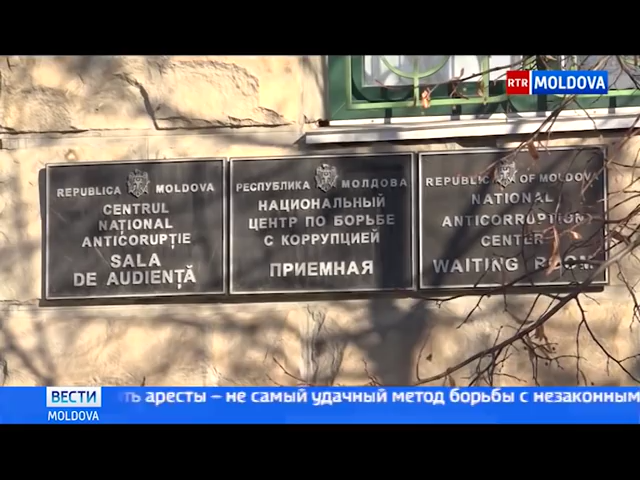 RTR MOLDOVA
REPUBLICA MOLDOVA
CENTRUL
NAȚIONAL
ANTICORUPȚIE
SALA
DE AUDIENȚĂ
РЕСПУБЛИКА МОЛДОВА
НАЦИОНАЛЬНЫЙ
ЦЕНТР ПО БОРЬБЕ
С КОРРУПЦИЕЙ
ПРИЕМНАЯ
REPUBLIC OF MOLDOVA
NATIONAL
ANTICORRUPTION
CENTER
WAITING ROOM
ВЕСТИ
MOLDOVA
аресты – не самый удачный метод борьбы с незаконным